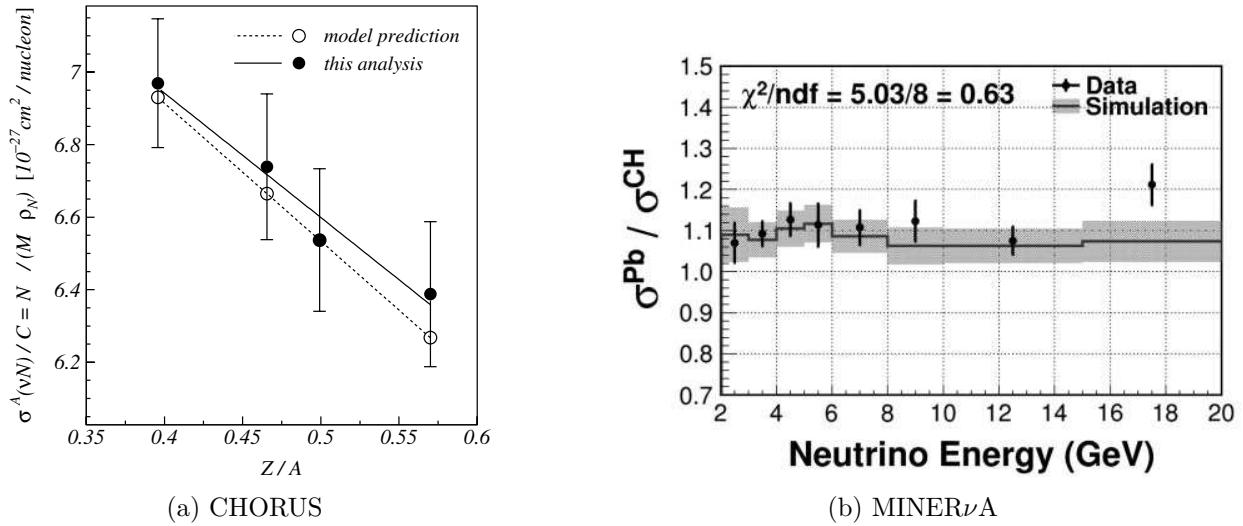 σ^A(νN) / C = N / (M ρ_N) [10^{-27}cm^2 / nucleon]
7
6.8
6.6
6.4
6.2
model prediction
this analysis
0.35 0.4 0.45 0.5 0.55 0.6
Z / A
(a) CHORUS
σ^{Pb} / σ^{CH}
1.5
1.4
1.3
1.2
1.1
1.0
0.9
0.8
0.7
χ²/ndf = 5.03/8 = 0.63
Data
Simulation
2 4 6 8 10 12 14 16 18 20
Neutrino Energy (GeV)
(b) MINERνA